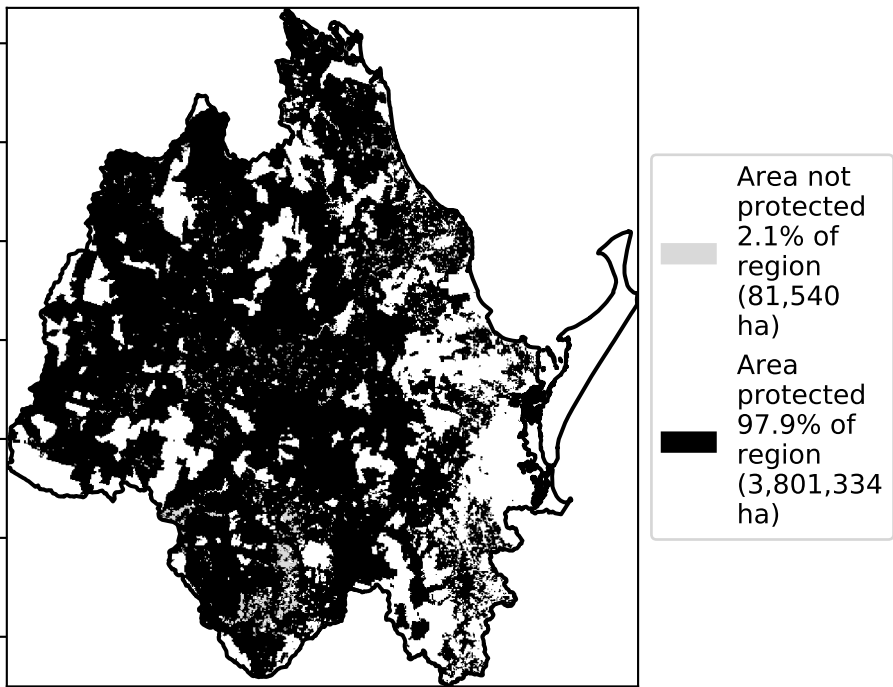 Area not
protected
2.1% of
region
(81,540
ha)
Area
protected
97.9% of
region
(3,801,334
ha)